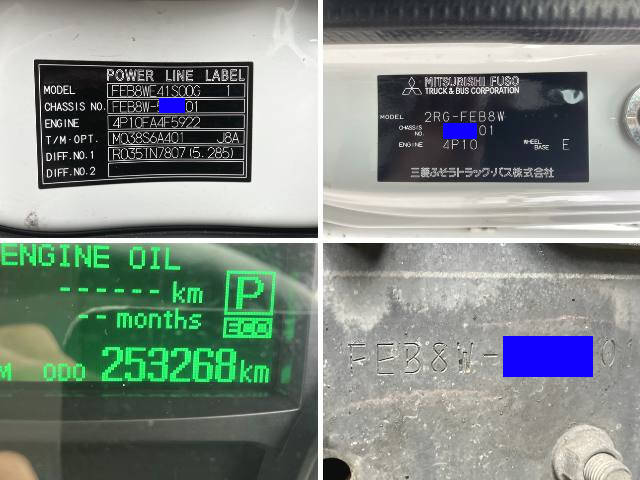 POWER LINE LABEL
MODEL FEB8WE41S00G 1
CHASSIS NO. FEB8W- 01
ENGINE 4P10FA4F5922
T/M·OPT. M038S6A401 J8A
DIFF.NO.1 R0351N7807(5.285)
DIFF.NO.2
MITSUBISHI FUSO
TRUCK & BUS CORPORATION
MODEL 2RG-FEB8W
CHASSIS NO. 01
ENGINE 4P10 WHEEL BASE E
三菱ふそうトラック・バス株式会社
ENGINE OIL
------ km
-- months
P
ECO
M ODO 253268km
FEB8W- 01